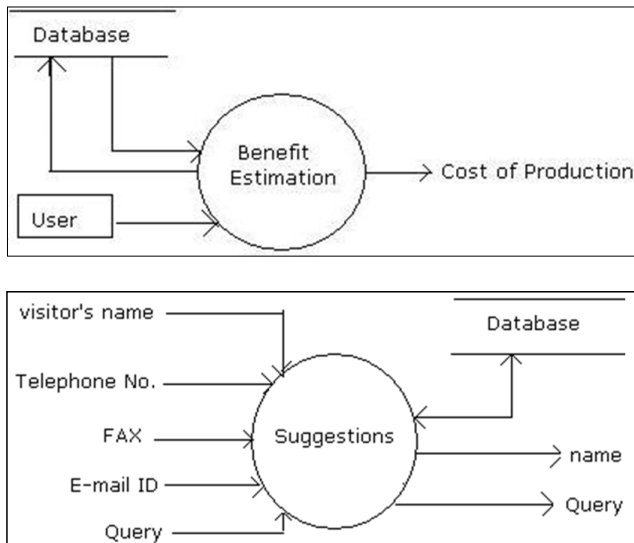 Database
Benefit
Estimation
Cost of Production
User
visitor's name
Database
Telephone No.
FAX
Suggestions
name
E-mail ID
Query
Query